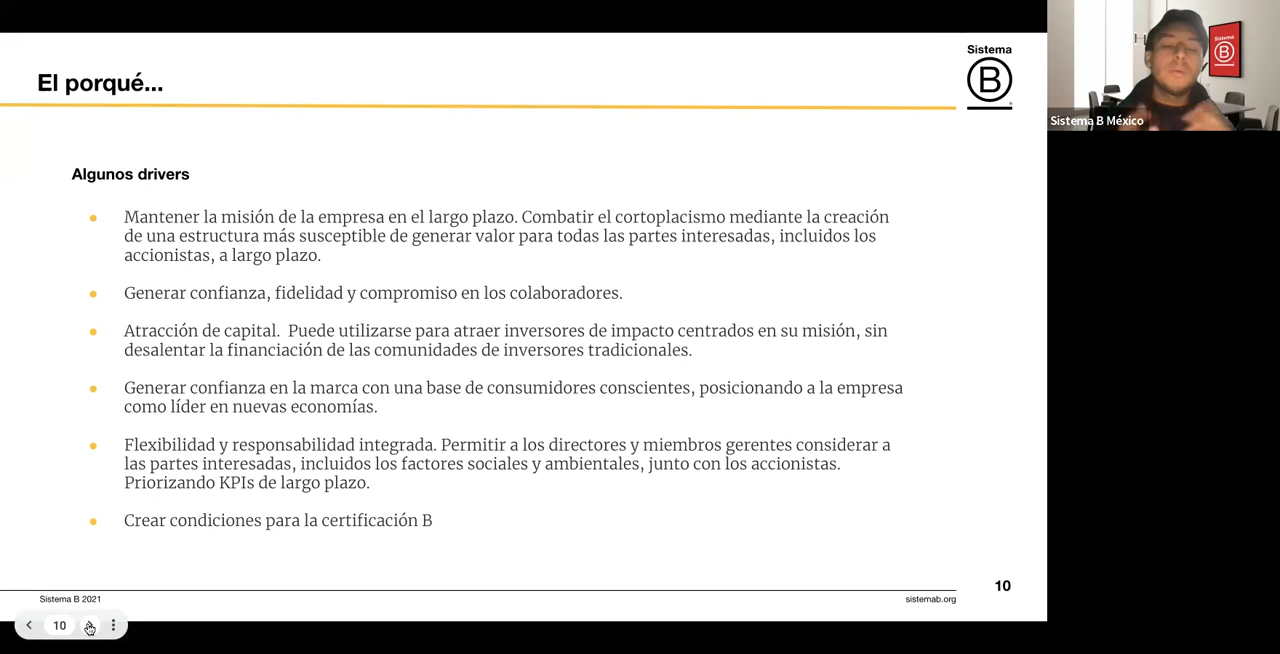 El porqué...
Sistema
B
Algunos drivers
Mantener la misión de la empresa en el largo plazo. Combatir el cortoplacismo mediante la creación
de una estructura más susceptible de generar valor para todas las partes interesadas, incluidos los
accionistas, a largo plazo.
Generar confianza, fidelidad y compromiso en los colaboradores.
Atracción de capital. Puede utilizarse para atraer inversores de impacto centrados en su misión, sin
desalentar la financiación de las comunidades de inversores tradicionales.
Generar confianza en la marca con una base de consumidores conscientes, posicionando a la empresa
como líder en nuevas economías.
Flexibilidad y responsabilidad integrada. Permitir a los directores y miembros gerentes considerar a
las partes interesadas, incluidos los factores sociales y ambientales, junto con los accionistas.
Priorizando KPIs de largo plazo.
Crear condiciones para la certificación B
10
Sistema B 2021
sistemab.org
10
Sistema
B
Sistema B México